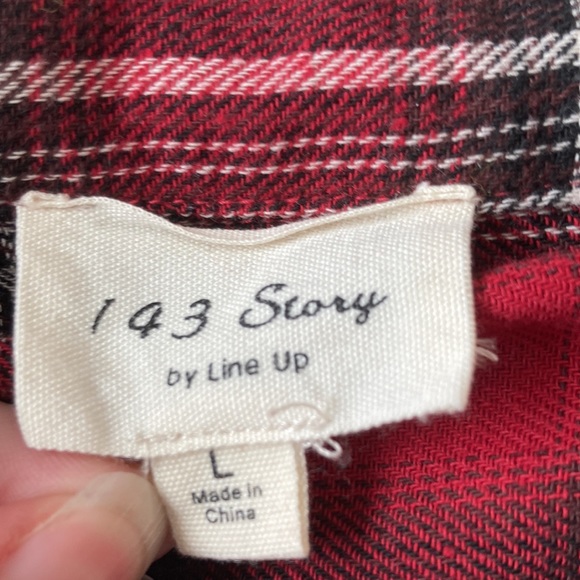 143 Story
by Line Up
L
Made in
China